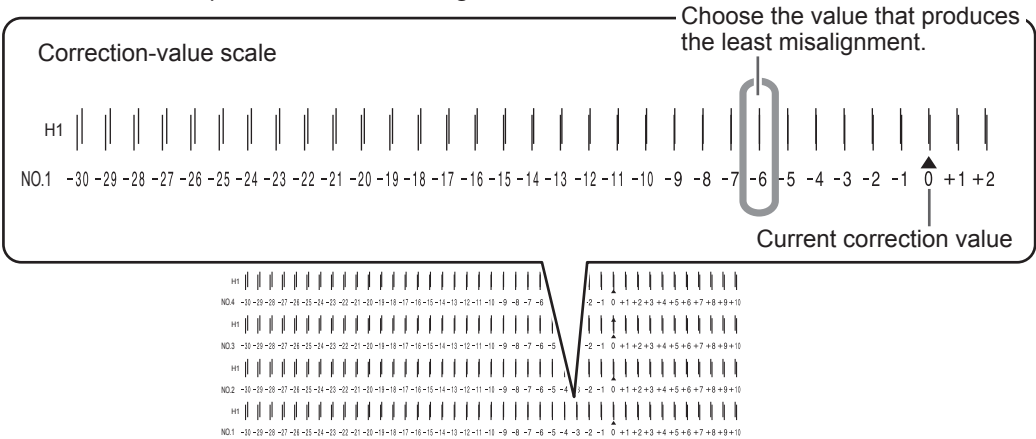 Choose the value that produces
the least misalignment.
Correction-value scale
H1
NO.1 -30 -29 -28 -27 -26 -25 -24 -23 -22 -21 -20 -19 -18 -17 -16 -15 -14 -13 -12 -11 -10 -9 -8 -7 -6 -5 -4 -3 -2 -1 0 +1 +2
Current correction value
H1
NO.4 -30 -29 -28 -27 -26 -25 -24 -23 -22 -21 -20 -19 -18 -17 -16 -15 -14 -13 -12 -11 -10 -9 -8 -7 -6 -2 -1 0 +1 +2 +3 +4 +5 +6 +7 +8 +9 +10
H1
NO.3 -30 -29 -28 -27 -26 -25 -24 -23 -22 -21 -20 -19 -18 -17 -16 -15 -14 -13 -12 -11 -10 -9 -8 -7 -6 -5 -2 -1 0 +1 +2 +3 +4 +5 +6 +7 +8 +9 +10
H1
NO.2 -30 -29 -28 -27 -26 -25 -24 -23 -22 -21 -20 -19 -18 -17 -16 -15 -14 -13 -12 -11 -10 -9 -8 -7 -6 -5 -4 -2 -1 0 +1 +2 +3 +4 +5 +6 +7 +8 +9 +10
H1
NO.1 -30 -29 -28 -27 -26 -25 -24 -23 -22 -21 -20 -19 -18 -17 -16 -15 -14 -13 -12 -11 -10 -9 -8 -7 -6 -5 -4 -3 -2 -1 0 +1 +2 +3 +4 +5 +6 +7 +8 +9 +10